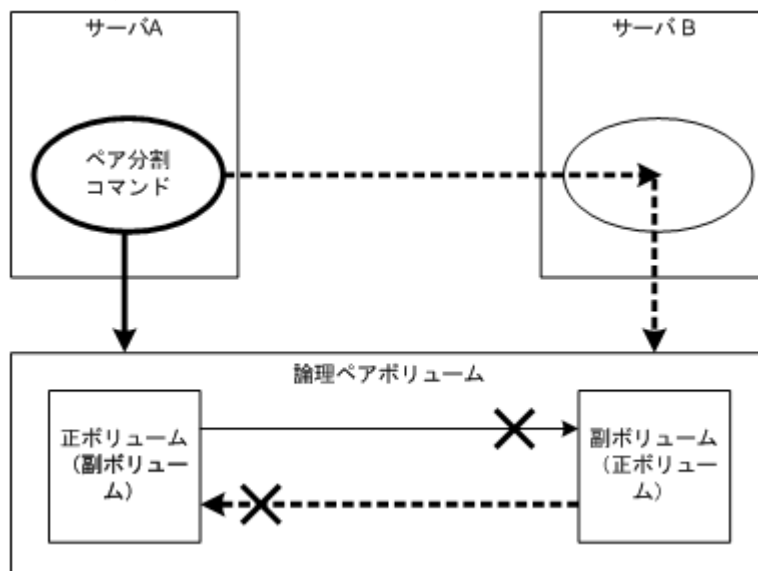 サーバA
サーバ B
ペア分割
コマンド
論理ペアボリューム
正ボリューム
（副ボリュー
ム）
副ボリューム
（正ボリュー
ム）